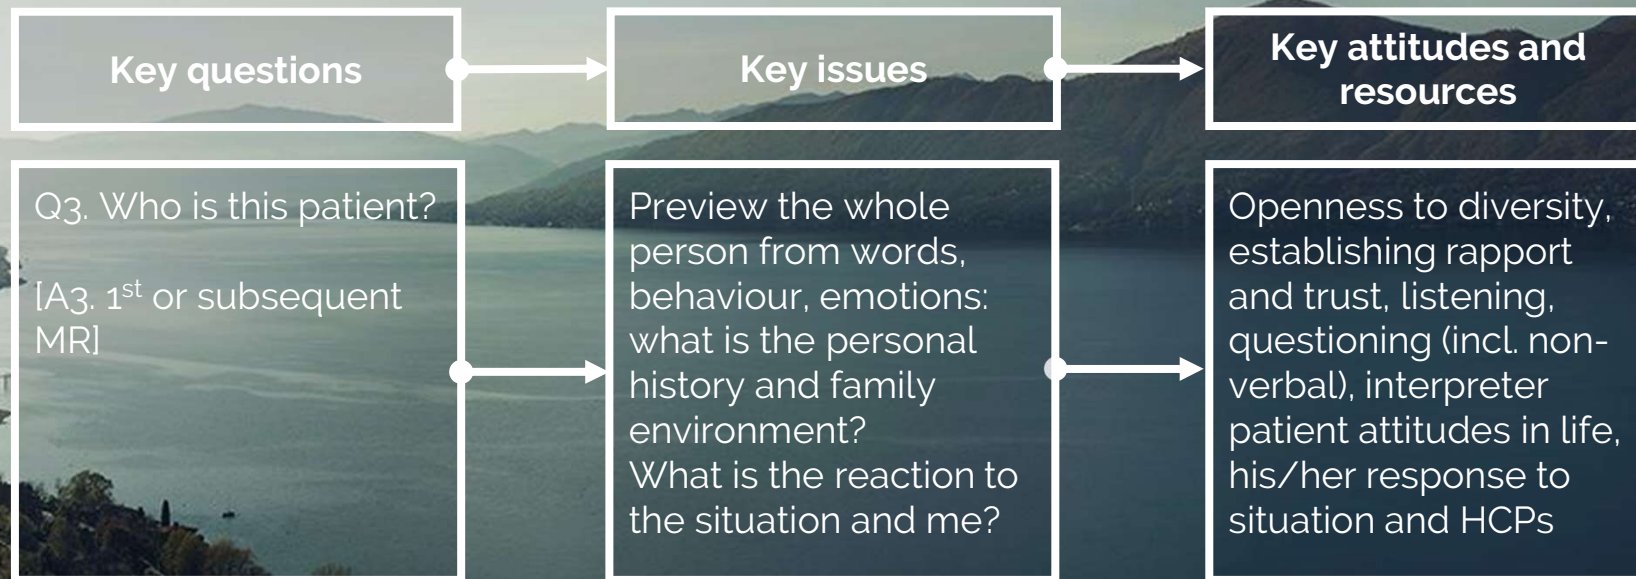 Key questions
Key issues
Key attitudes and
resources
Q3. Who is this patient?
[A3. 1st or subsequent
MR]
Preview the whole
person from words,
behaviour, emotions:
what is the personal
history and family
environment?
What is the reaction to
the situation and me?
Openness to diversity,
establishing rapport
and trust, listening,
questioning (incl. non-
verbal), interpreter
patient attitudes in life,
his/her response to
situation and HCPs